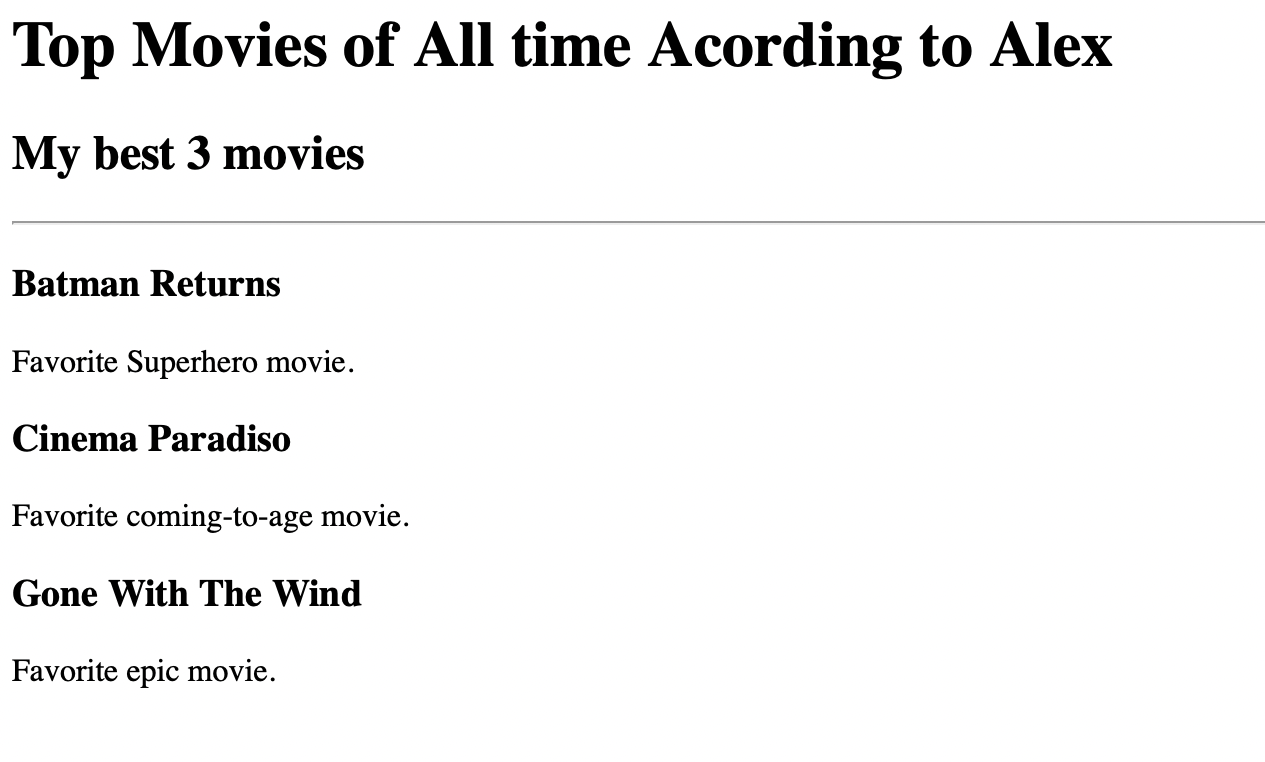 Top Movies of All time Acording to Alex
My best 3 movies
Batman Returns
Favorite Superhero movie.
Cinema Paradiso
Favorite coming-to-age movie.
Gone With The Wind
Favorite epic movie.